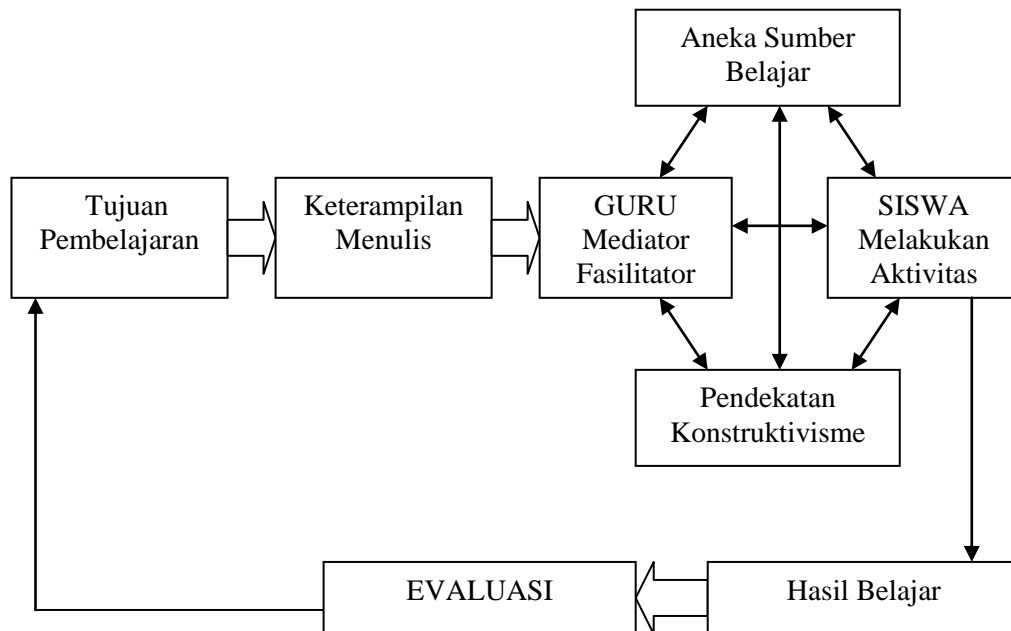 Aneka Sumber
Belajar
Tujuan
Pembelajaran
Keterampilan
Menulis
GURU
Mediator
Fasilitator
SISWA
Melakukan
Aktivitas
Pendekatan
Konstruktivisme
EVALUASI
Hasil Belajar